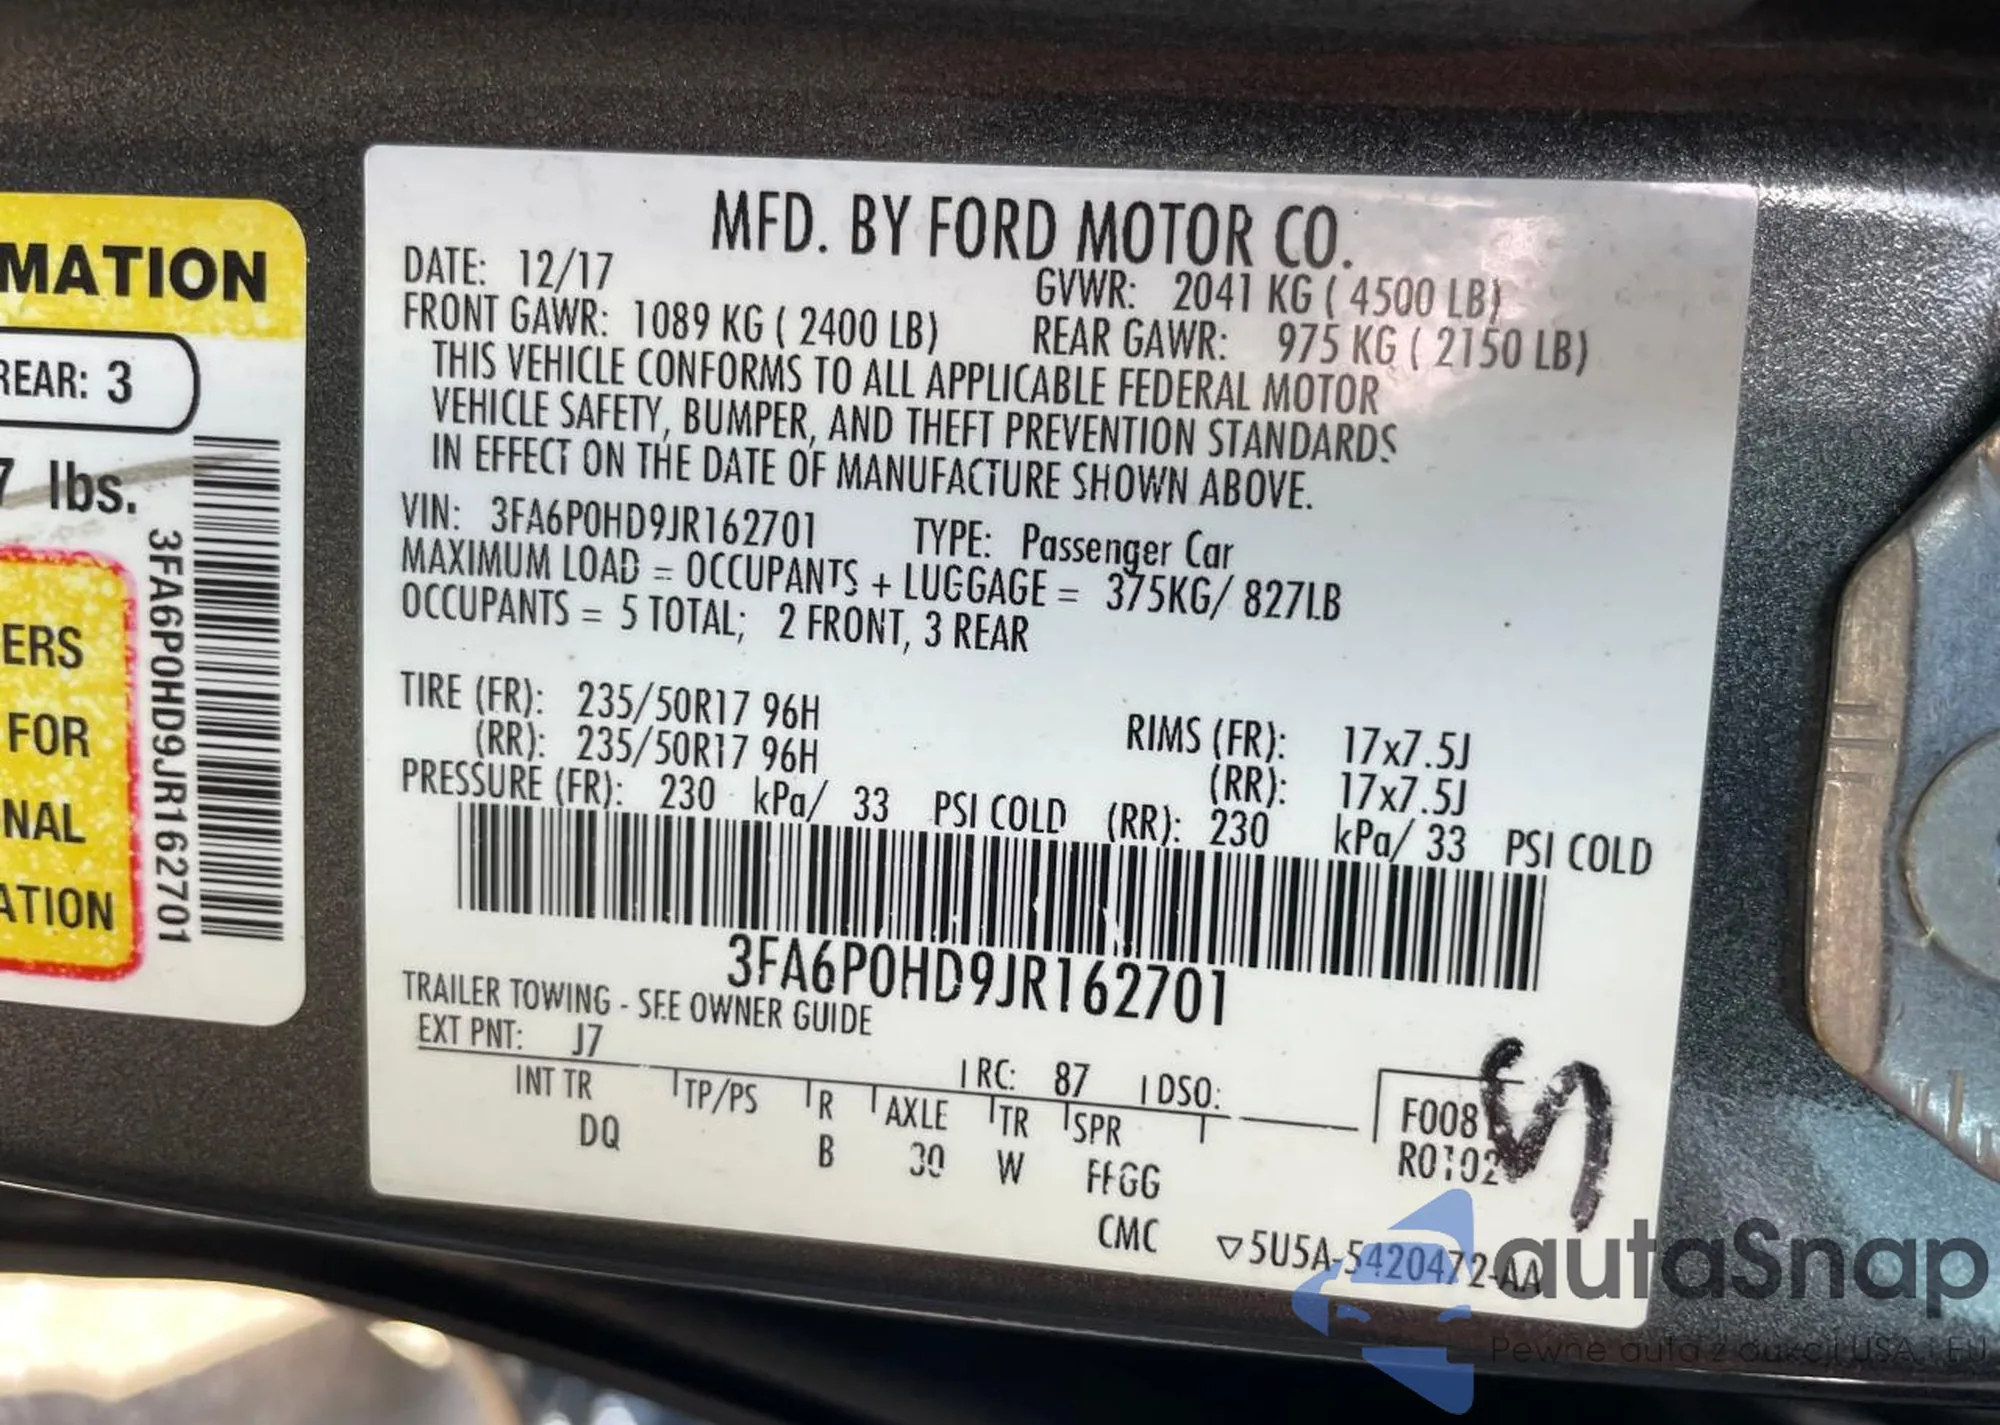 MATION
REAR: 3
7 lbs.
3FA6P0HD9JR162701
ERS
FOR
NAL
ATION
MFD. BY FORD MOTOR CO.
DATE: 12/17 GVWR: 2041 KG ( 4500 LB)
FRONT GAWR: 1089 KG ( 2400 LB) REAR GAWR: 975 KG ( 2150 LB)
THIS VEHICLE CONFORMS TO ALL APPLICABLE FEDERAL MOTOR
VEHICLE SAFETY, BUMPER, AND THEFT PREVENTION STANDARDS
IN EFFECT ON THE DATE OF MANUFACTURE SHOWN ABOVE.
VIN: 3FA6P0HD9JR162701 TYPE: Passenger Car
MAXIMUM LOAD = OCCUPANTS + LUGGAGE = 375KG/ 827LB
OCCUPANTS = 5 TOTAL; 2 FRONT, 3 REAR
TIRE (FR): 235/50R17 96H RIMS (FR): 17x7.5J
(RR): 235/50R17 96H (RR): 17x7.5J
PRESSURE (FR): 230 kPa/ 33 PSI COLD (RR): 230 kPa/ 33 PSI COLD
3FA6P0HD9JR162701
TRAILER TOWING - SEE OWNER GUIDE
EXT PNT: J7 RC: 87 DSO:
INT TR TP/PS R AXLE TR SPR F008
DQ B 30 W FFGG R0102
CMC ▽5U5A-5420472-AA
autaSnap
Pewne auta z aukcji USA i EU